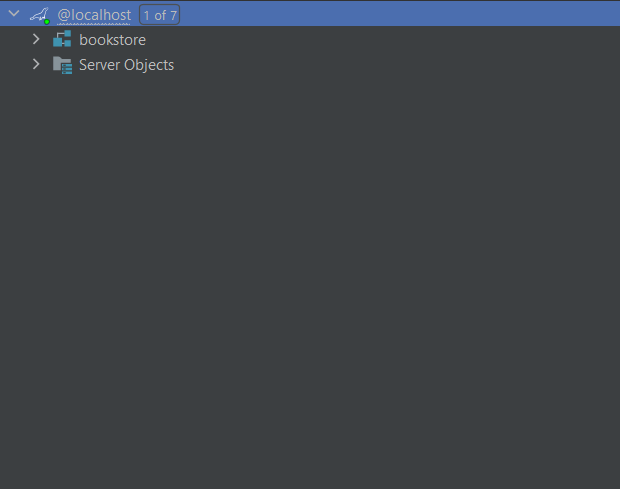 @localhost 1 of 7
bookstore
Server Objects